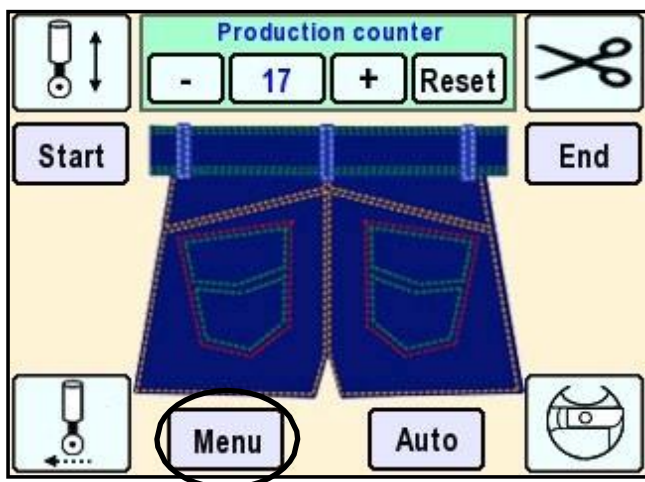 Production counter
- 17 + Reset
Start End
Menu Auto